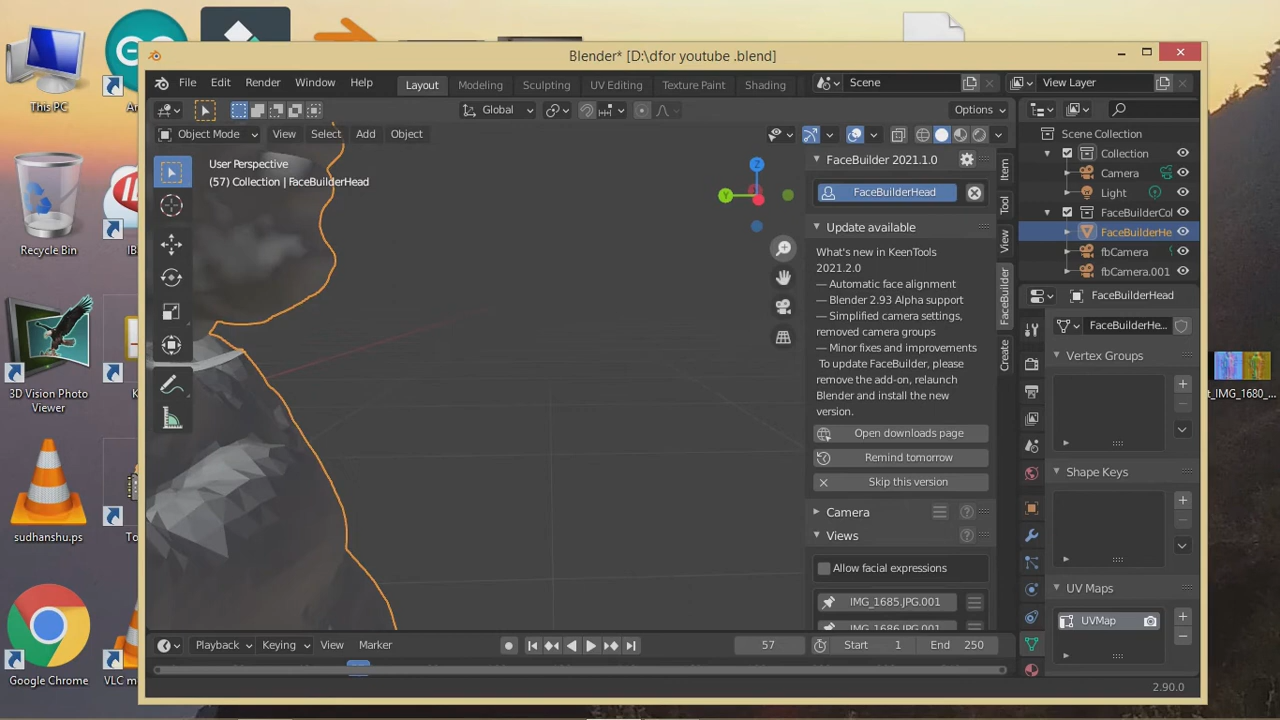 This PC
Recycle Bin
3D Vision Photo
Viewer
sudhanshu.ps
Google Chrome
VLC m
t_IMG_1680_...
Blender* [D:\dfor youtube .blend]
File Edit Render Window Help Layout Modeling Sculpting UV Editing Texture Paint Shading Scene View Layer
Global Options
Object Mode View Select Add Object
User Perspective
(57) Collection | FaceBuilderHead
Z
Y
FaceBuilder 2021.1.0
FaceBuilderHead
Update available
What's new in KeenTools
2021.2.0
— Automatic face alignment
— Blender 2.93 Alpha support
— Simplified camera settings,
removed camera groups
— Minor fixes and improvements
To update FaceBuilder, please
remove the add-on, relaunch
Blender and install the new
version.
Open downloads page
Remind tomorrow
Skip this version
Camera
Views
Allow facial expressions
IMG_1685.JPG.001
IMG_1686.JPG.001
Item
Tool
View
FaceBuilder
Create
Scene Collection
Collection
Camera
Light
FaceBuilderCol
FaceBuilderHe
fbCamera
fbCamera.001
FaceBuilderHead
FaceBuilderHe...
Vertex Groups
Shape Keys
UV Maps
UVMap
Playback Keying View Marker 57 Start 1 End 250
2.90.0